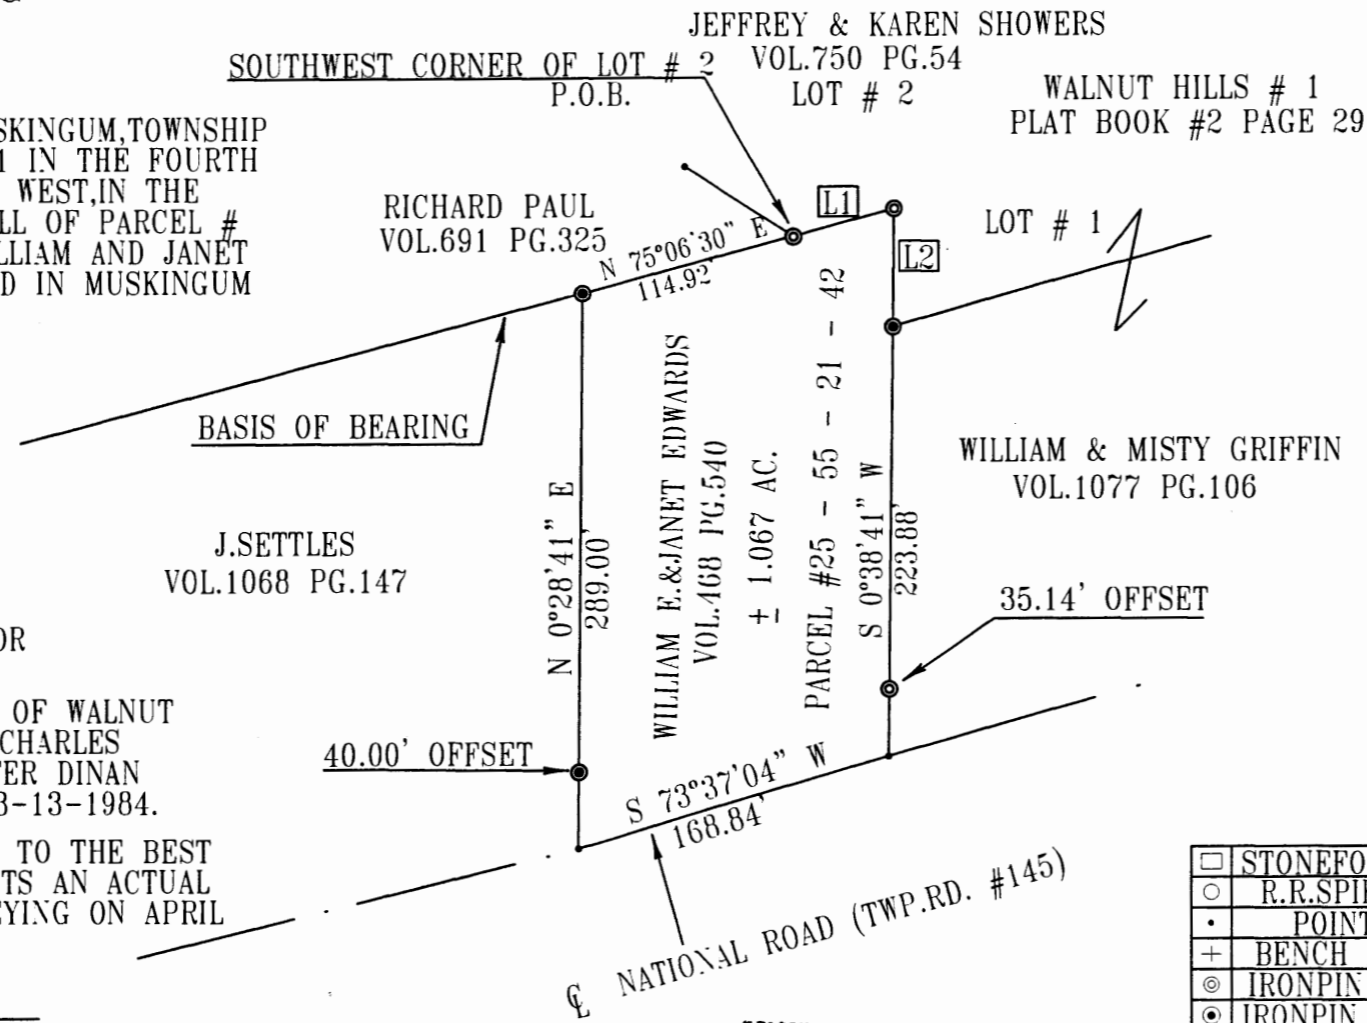 JEFFREY & KAREN SHOWERS
VOL.750 PG.54
LOT # 2
SOUTHWEST CORNER OF LOT # 2
P.O.B.
WALNUT HILLS # 1
PLAT BOOK #2 PAGE 29
SKINGUM,TOWNSHIP
1 IN THE FOURTH
WEST,IN THE
LL OF PARCEL #
LLIAM AND JANET
D IN MUSKINGUM
RICHARD PAUL
VOL.691 PG.325
L1
LOT # 1
L2
N 75°06'30" E
114.92'
BASIS OF BEARING
WILLIAM & MISTY GRIFFIN
VOL.1077 PG.106
J.SETTLES
VOL.1068 PG.147
N 0°28'41" E
289.00'
WILLIAM E.&JANET EDWARDS
VOL.468 PG.540
± 1.067 AC.
PARCEL #25 - 55 - 21 - 42
S 0°38'41" W
223.88'
35.14' OFFSET
OR
OF WALNUT
CHARLES
TER DINAN
3-13-1984.
40.00' OFFSET
S 73°37'04" W
168.84'
TO THE BEST
TS AN ACTUAL
EYING ON APRIL
℄ NATIONAL ROAD (TWP.RD. #145)
STONEFO
R.R.SPI
POINT
BENCH
IRONPIN
IRONPIN